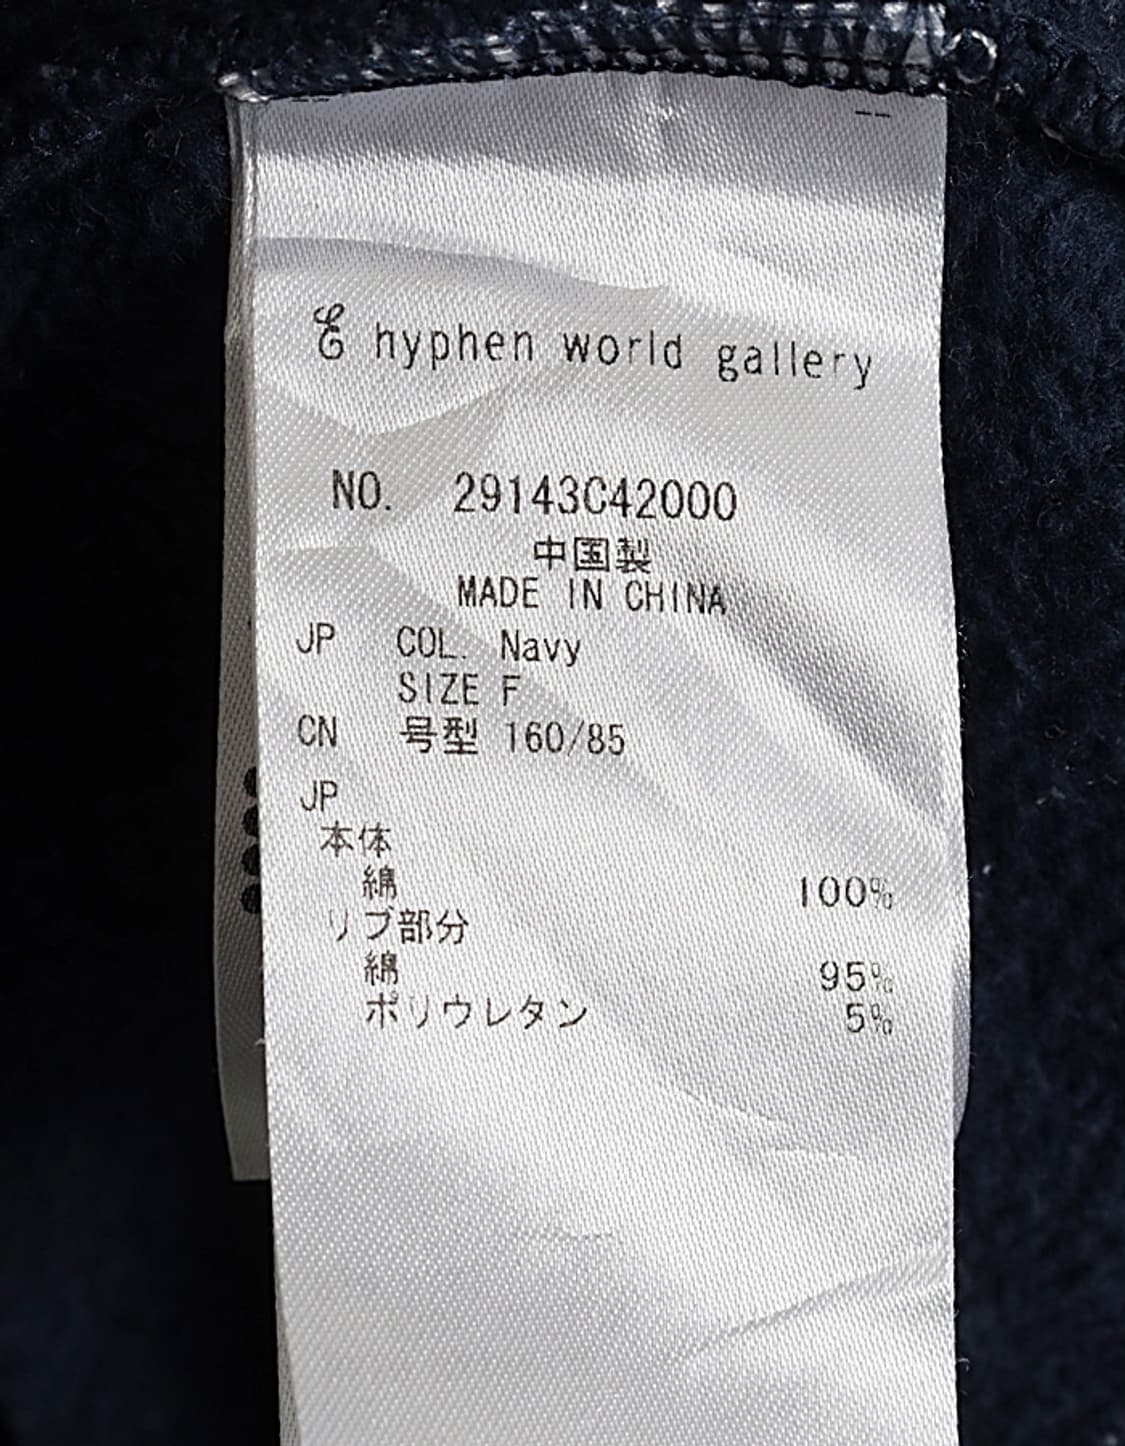 E hyphen world gallery
NO. 29143C42000
中国製
MADE IN CHINA
JP COL. Navy
SIZE F
CN 号型 160/85
JP
本体
綿 100%
リブ部分
綿 95%
ポリウレタン 5%